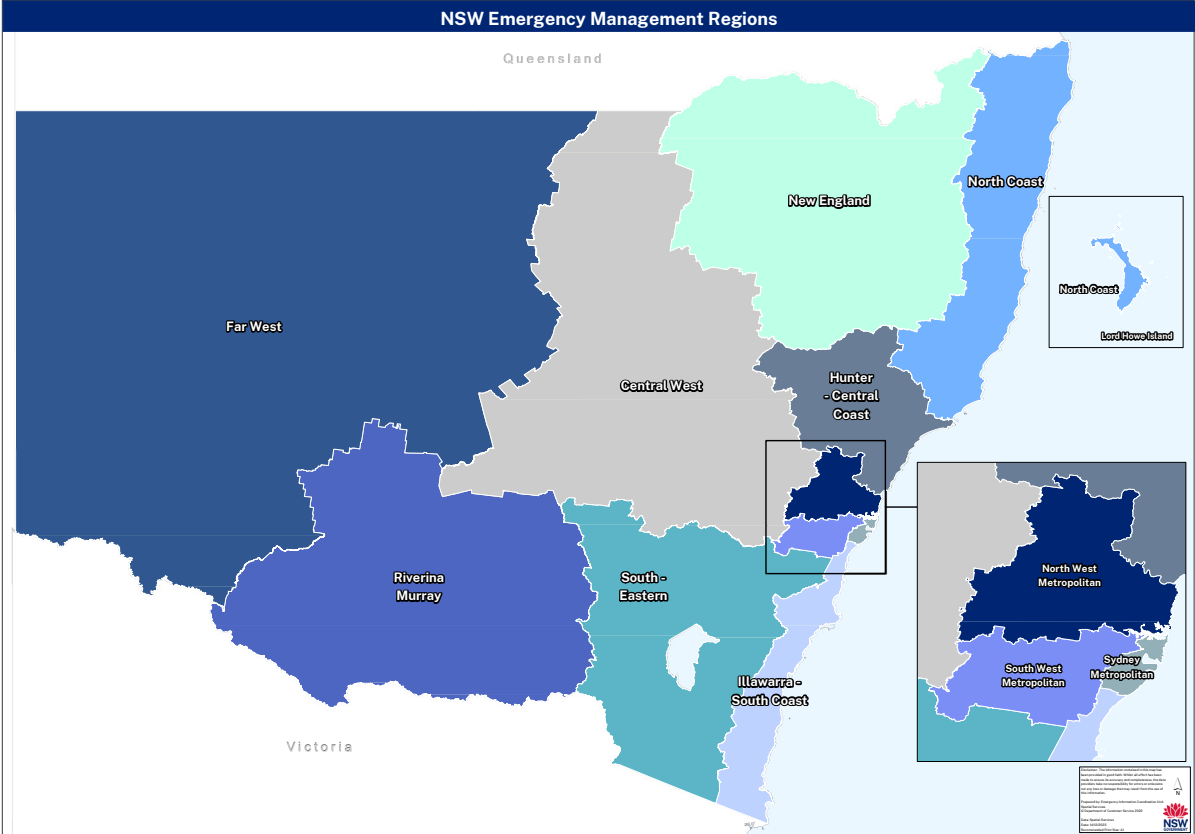 NSW Emergency Management Regions
Queensland
North Coast
New England
North Coast
Lord Howe Island
Far West
Central West
Hunter
- Central
Coast
Riverina
Murray
South -
Eastern
Illawarra -
South Coast
North West
Metropolitan
South West
Metropolitan
Sydney
Metropolitan
Victoria
N
NSW
GOVERNMENT